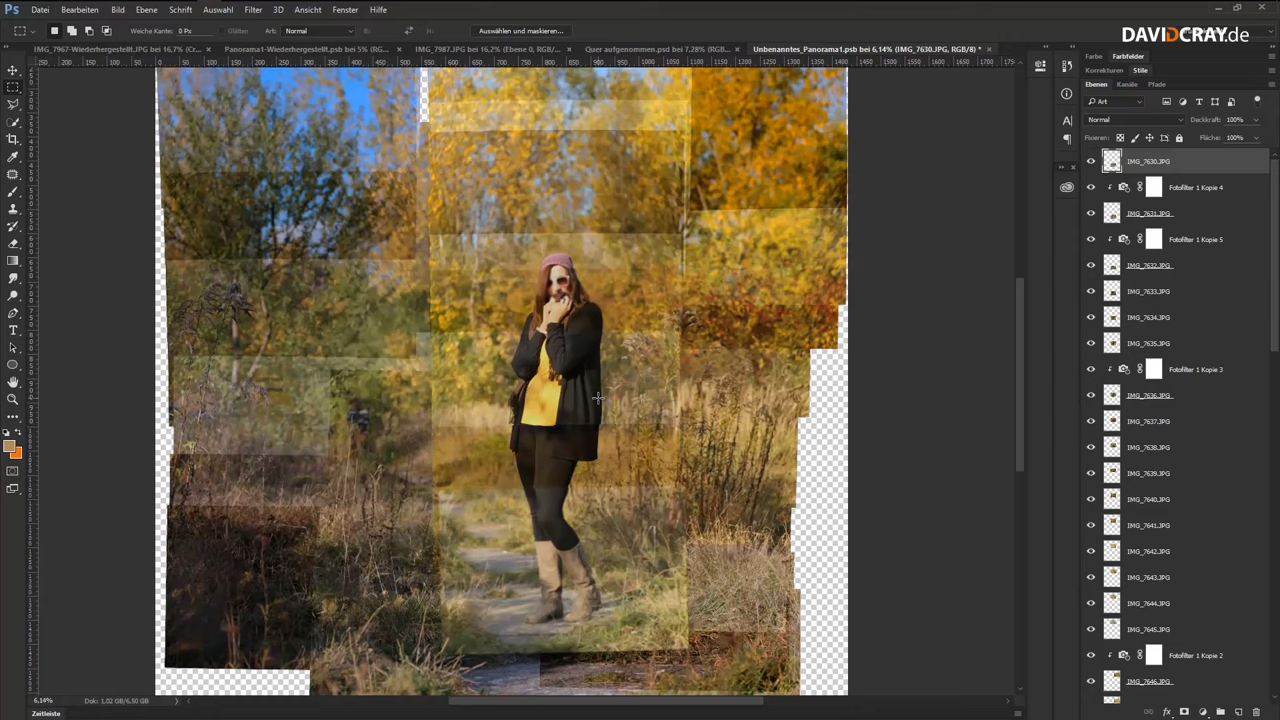 Ps Datei Bearbeiten Bild Ebene Schrift Auswahl Filter 3D Ansicht Fenster Hilfe
Weiche Kante: 0 Px Art: Normal Auswählen und maskieren...
DAVIDCRAY.de
IMG_7967-Wiederhergestellt.JPG bei 16,7% (Cr... × Panorama1-Wiederhergestellt.psb bei 5% (RG... × IMG_7987.JPG bei 16,2% (Ebene 0, RGB/8... × Quer aufgenommen.psd bei 7,28% (RGB... × Unbenanntes_Panorama1.psb bei 6,14% (IMG_7630.JPG, RGB/8) * ×
Farbe Farbfelder
Korrekturen Stile
Ebenen Kanäle Pfade
Art
Normal Deckkraft: 100%
Fixieren: Fläche: 100%
IMG_7630.JPG
Fotofilter 1 Kopie 4
IMG_7631.JPG
Fotofilter 1 Kopie 5
IMG_7632.JPG
IMG_7633.JPG
IMG_7634.JPG
IMG_7635.JPG
Fotofilter 1 Kopie 3
IMG_7636.JPG
IMG_7637.JPG
IMG_7638.JPG
IMG_7639.JPG
IMG_7640.JPG
IMG_7641.JPG
IMG_7642.JPG
IMG_7643.JPG
IMG_7644.JPG
IMG_7645.JPG
Fotofilter 1 Kopie 2
IMG_7646.JPG
6,14% Dok: 1,02 GB/6,50 GB
Zeitleiste